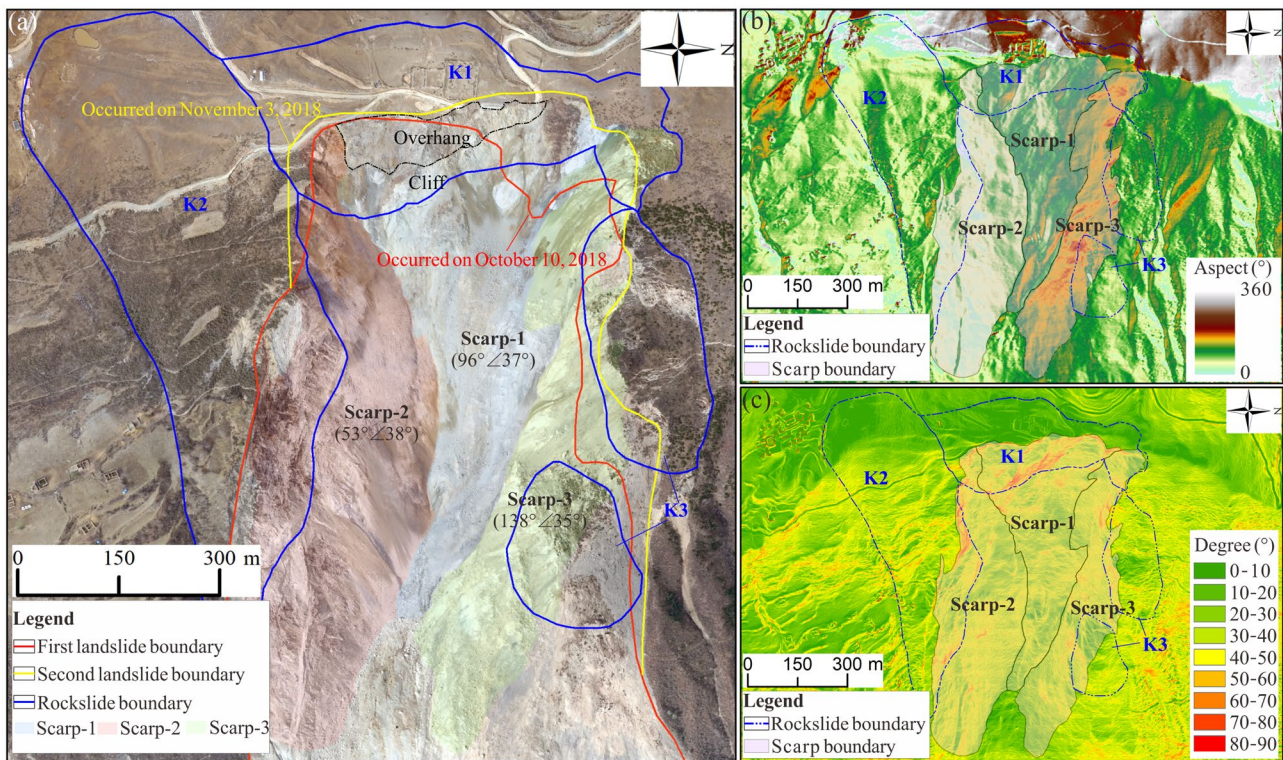 (a)
N
K1
Occurred on November 3, 2018
Overhang
Cliff
K2
Occurred on October 10, 2018
Scarp-1
(96°∠37°)
Scarp-2
(53°∠38°)
Scarp-3
(138°∠35°)
K3
0 150 300 m
Legend
First landslide boundary
Second landslide boundary
Rockslide boundary
Scarp-1 Scarp-2 Scarp-3
(b)
N
K1
K2
Scarp-1
Scarp-2
Scarp-3
K3
0 150 300 m
Legend
Rockslide boundary
Scarp boundary
Aspect (°)
360
0
(c)
N
K1
K2
Scarp-1
Scarp-2
Scarp-3
K3
0 150 300 m
Legend
Rockslide boundary
Scarp boundary
Degree (°)
0-10
10-20
20-30
30-40
40-50
50-60
60-70
70-80
80-90